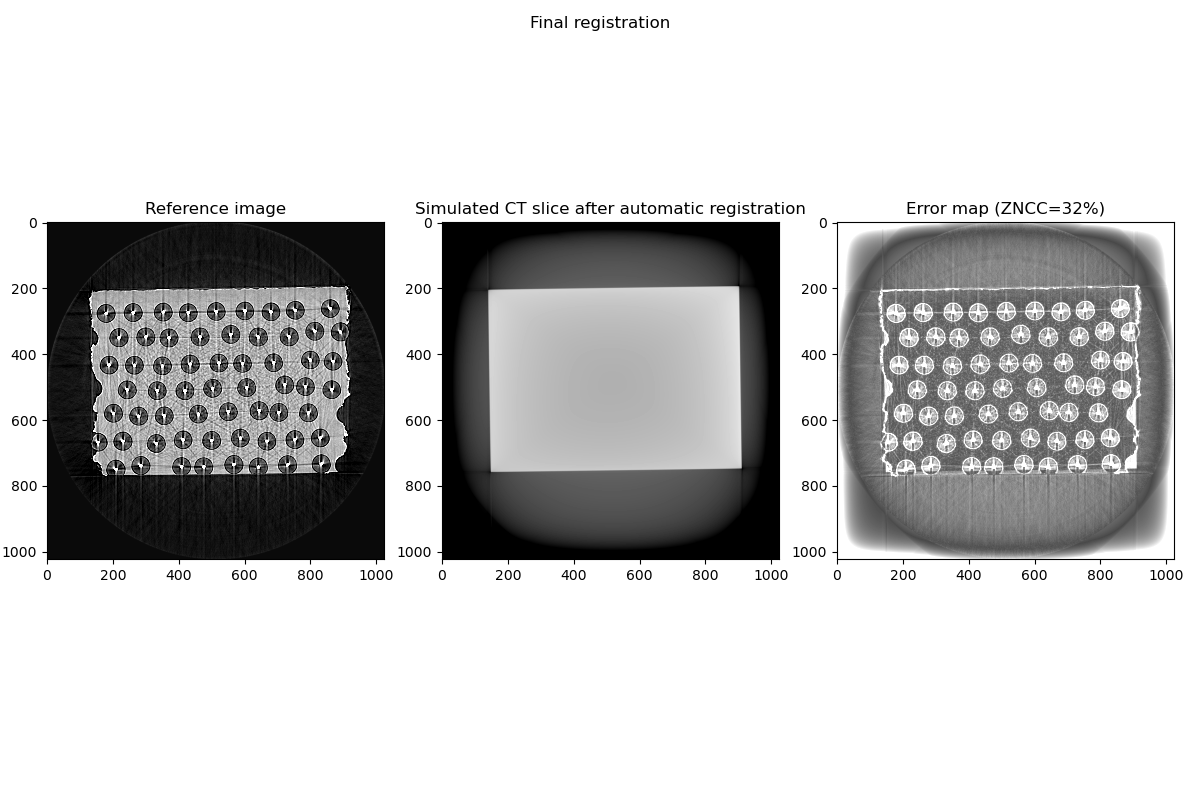 Final registration
Reference image
Simulated CT slice after automatic registration
Error map (ZNCC=32%)
0
200
400
600
800
1000
0 200 400 600 800 1000
0
200
400
600
800
1000
0 200 400 600 800 1000
0
200
400
600
800
1000
0 200 400 600 800 1000